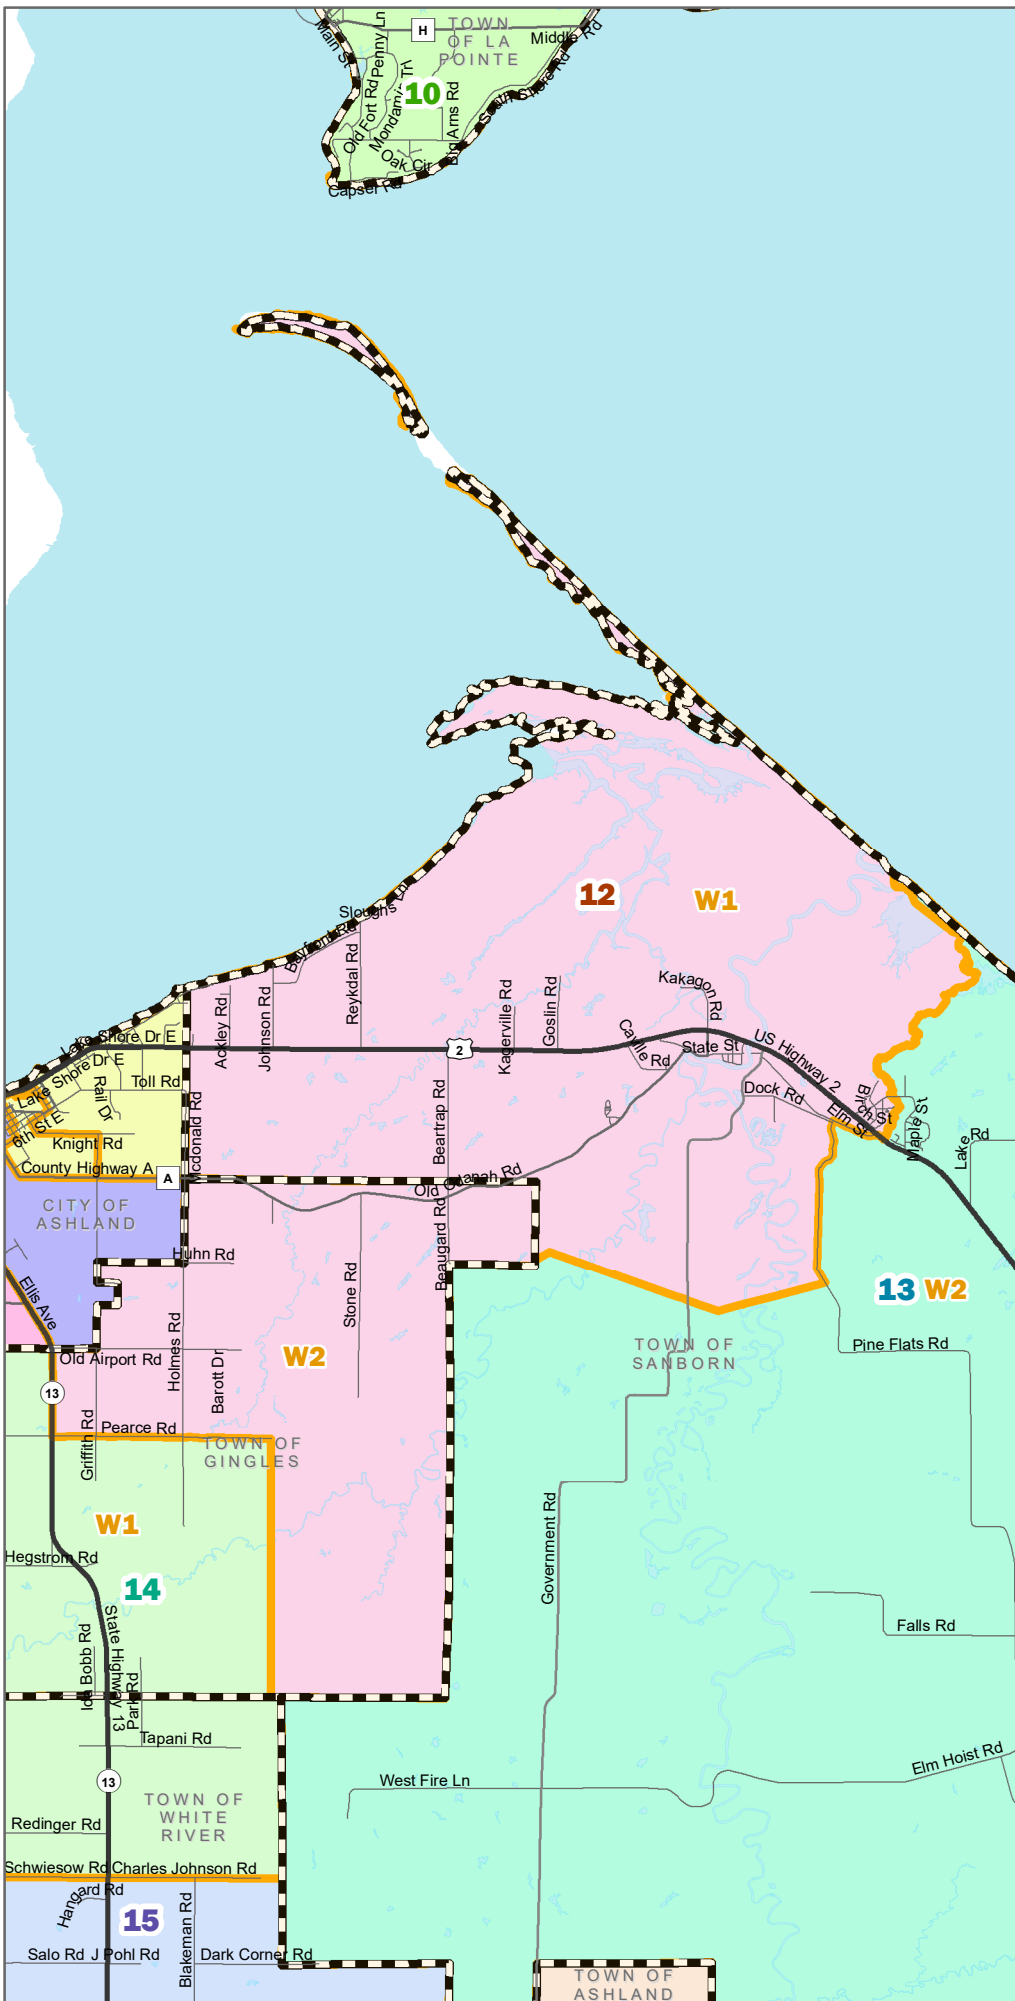 Main St
Penny Ln
H
TOWN
OF LA
POINTE
Middle Rd
Old Fort Rd
Mondamin Trl
10
Big Arns Rd
South Shore Rd
Oak Cir
Capser Rd
12
W1
Sloughs Ln
Bayfront Rd
Reykdal Rd
Ackley Rd
Johnson Rd
Kagerville Rd
Goslin Rd
Kakagon Rd
Lake Shore Dr E
Lake Shore Dr E
Toll Rd
Rail Dr
6th St E
Knight Rd
County Highway A
A
Mcdonald Rd
2
Beartrap Rd
Caville Rd
State St
US Highway 2
Dock Rd
Elm St
Birch St
Maple St
Lake Rd
Old Odanah Rd
CITY OF
ASHLAND
Huhn Rd
Ellis Ave
Stone Rd
Beaugard Rd
13 W2
TOWN OF
SANBORN
Pine Flats Rd
Old Airport Rd
Holmes Rd
Barott Dr
W2
13
Griffith Rd
Pearce Rd
TOWN OF
GINGLES
W1
Hegstrom Rd
14
Government Rd
Falls Rd
Ida Bobb Rd
State Highway 13
Park Rd
Tapani Rd
13
West Fire Ln
Elm Hoist Rd
TOWN OF
WHITE
RIVER
Redinger Rd
Schwiesow Rd
Charles Johnson Rd
Hangard Rd
15
Blakeman Rd
Salo Rd
J Pohl Rd
Dark Corner Rd
TOWN OF
ASHLAND